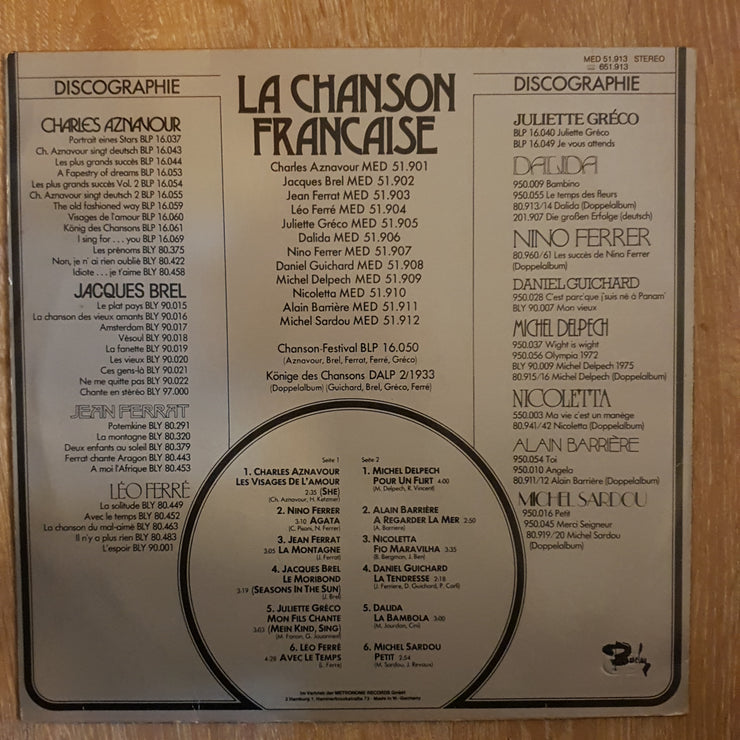 MED 51.913 STEREO
651.913
DISCOGRAPHIE
CHARLES AZNAVOUR
Portrait eines Stars BLP 16.037
Ch. Aznavour singt deutsch BLP 16.043
Les plus grands succès BLP 16.044
A Fapestry of dreams BLP 16.053
Les plus grands succès Vol. 2 BLP 16.054
Ch. Aznavour singt deutsch 2 BLP 16.055
The old fashioned way BLP 16.059
Visages de l'amour BLP 16.060
König des Chansons BLP 16.061
I sing for . . . you BLP 16.069
Les prénoms BLY 80.375
Non, je n' ai rien oublié BLY 80.422
Idiote . . . je t'aime BLY 80.458
JACQUES BREL
Le plat pays BLY 90.015
La chanson des vieux amants BLY 90.016
Amsterdam BLY 90.017
Vésoul BLY 90.018
La fanette BLY 90.019
Les vieux BLY 90.020
Ces gens-là BLY 90.021
Ne me quitte pas BLY 90.022
Chante en stéréo BLY 97.000
JEAN FERRAT
Potemkine BLY 80.291
La montagne BLY 80.320
Deux enfants au soleil BLY 80.379
Ferrat chante Aragon BLY 80.443
A moi l'Afrique BLY 80.453
LÉO FERRÉ
La solitude BLY 80.449
Avec le temps BLY 80.452
La chanson du mal-aimé BLY 80.463
Il n'y a plus rien BLY 80.483
L'espoir BLY 90.001
LA CHANSON
FRANCAISE
Charles Aznavour MED 51.901
Jacques Brel MED 51.902
Jean Ferrat MED 51.903
Léo Ferré MED 51.904
Juliette Gréco MED 51.905
Dalida MED 51.906
Nino Ferrer MED 51.907
Daniel Guichard MED 51.908
Michel Delpech MED 51.909
Nicoletta MED 51.910
Alain Barrière MED 51.911
Michel Sardou MED 51.912
Chanson-Festival BLP 16.050
(Aznavour, Brel, Ferrat, Ferré, Gréco)
Könige des Chansons DALP 2/1933
(Doppelalbum) (Guichard, Brel, Gréco, Ferré)
Seite 1
1. CHARLES AZNAVOUR
LES VISAGES DE L'AMOUR
2:35 (SHE)
(Ch. Aznavour, H. Ketzmer)
2. NINO FERRER
3:10 AGATA
(C. Pisani, N. Ferrer)
3. JEAN FERRAT
3:05 LA MONTAGNE
(J. Ferrat)
4. JACQUES BREL
LE MORIBOND
3:19 (SEASONS IN THE SUN)
(J. Brel)
5. JULIETTE GRÉCO
MON FILS CHANTE
3:03 (MEIN KIND, SING)
(M. Fanon, G. Jouannest)
6. LÉO FERRÉ
4:28 AVEC LE TEMPS
(L. Ferré)
Seite 2
1. MICHEL DELPECH
POUR UN FLIRT 4:00
(M. Delpech, R. Vincent)
2. ALAIN BARRIÈRE
A REGARDER LA MER 2:50
(A. Barriere)
3. NICOLETTA
FIO MARAVILHA 3:35
(B. Bergman, J. Ben)
4. DANIEL GUICHARD
LA TENDRESSE 2:18
(J. Ferriere, D. Guichard, P. Carli)
5. DALIDA
LA BAMBOLA 3:00
(M. Jourdan, Cini)
6. MICHEL SARDOU
PETIT 2:54
(M. Sardou, J. Revaux)
Im Vertrieb der METRONOME RECORDS GmbH
2 Hamburg 1, Hammerbrookstraße 73 · Made in W.-Germany
DISCOGRAPHIE
JULIETTE GRÉCO
BLP 16.040 Juliette Gréco
BLP 16.049 Je vous attends
DALIDA
950.009 Bambino
950.055 Le temps des fleurs
80.913/14 Dalida (Doppelalbum)
201.907 Die großen Erfolge (deutsch)
NINO FERRER
80.960/61 Les succès de Nino Ferrer
(Doppelalbum)
DANIEL GUICHARD
950.028 C'est parc'que j'suis né à Panam'
BLY 90.007 Mon vieux
MICHEL DELPECH
950.037 Wight is wight
950.056 Olympia 1972
BLY 90.009 Michel Delpech 1975
80.915/16 Michel Delpech (Doppelalbum)
NICOLETTA
550.003 Ma vie c'est un manège
80.941/42 Nicoletta (Doppelalbum)
ALAIN BARRIÈRE
950.054 Toi
950.010 Angela
80.911/12 Alain Barrière (Doppelalbum)
MICHEL SARDOU
950.016 Petit
950.045 Merci Seigneur
80.919/20 Michel Sardou
(Doppelalbum)
Barclay